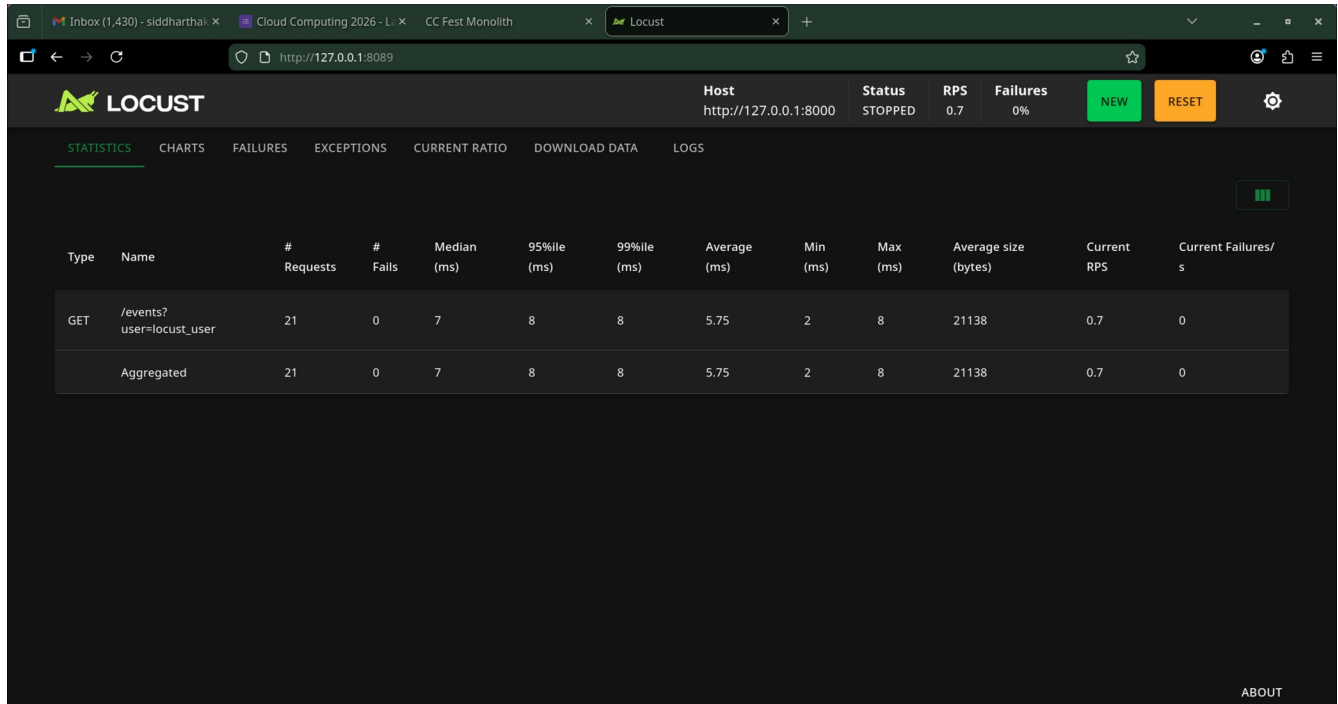 Inbox (1,430) - siddharthak
Cloud Computing 2026 - La
CC Fest Monolith
Locust
http://127.0.0.1:8089
LOCUST
Host
http://127.0.0.1:8000
Status
STOPPED
RPS
0.7
Failures
0%
NEW
RESET
STATISTICS CHARTS FAILURES EXCEPTIONS CURRENT RATIO DOWNLOAD DATA LOGS
Type Name # Requests # Fails Median (ms) 95%ile (ms) 99%ile (ms) Average (ms) Min (ms) Max (ms) Average size (bytes) Current RPS Current Failures/s
GET /events?user=locust_user 21 0 7 8 8 5.75 2 8 21138 0.7 0
Aggregated 21 0 7 8 8 5.75 2 8 21138 0.7 0
ABOUT